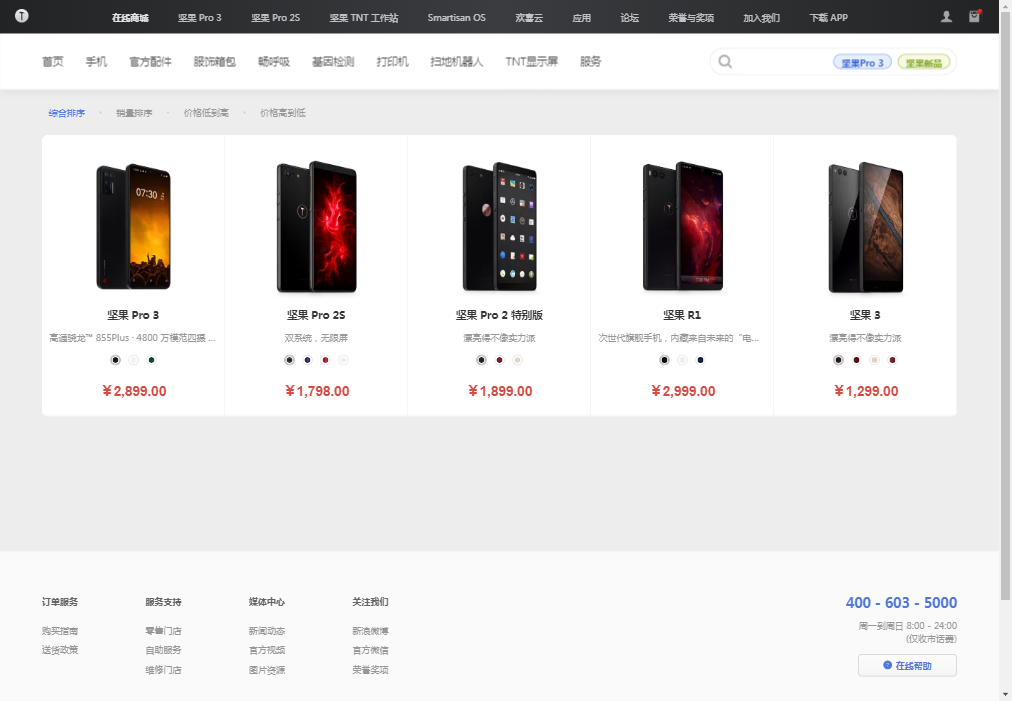 在线商城 坚果 Pro 3 坚果 Pro 2S 坚果 TNT 工作站 Smartisan OS 欢喜云 应用 论坛 荣誉与奖项 加入我们 下载 APP
首页 手机 官方配件 服饰箱包 畅呼吸 基因检测 打印机 扫地机器人 TNT显示屏 服务 坚果Pro 3 坚果新品
综合排序 · 销量排序 · 价格低到高 · 价格高到低
07:30
坚果 Pro 3 坚果 Pro 2S 坚果 Pro 2 特别版 坚果 R1 坚果 3
高通骁龙™ 855Plus · 4800 万模范四摄 ... 双系统，无限屏 漂亮得不像实力派 次世代旗舰手机，内藏来自未来的“电... 漂亮得不像实力派
￥2,899.00 ￥1,798.00 ￥1,899.00 ￥2,999.00 ￥1,299.00
订单服务 服务支持 媒体中心 关注我们 400 - 603 - 5000
购买指南 零售门店 新闻动态 新浪微博 周一到周日 8:00 - 24:00
(仅收市话费)
送货政策 自助服务 官方视频 官方微信
维修门店 图片资源 荣誉奖项 在线帮助